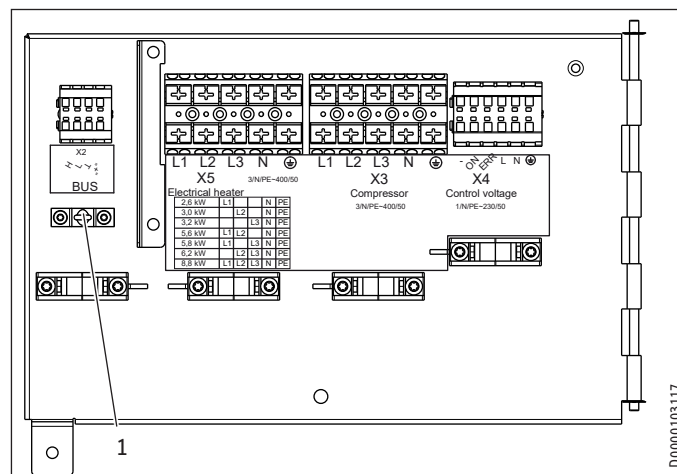 X2
H L ⊥ "+"
BUS
L1 L2 L3 N
X5 3/N/PE~400/50
Electrical heater
2,6 kW L1 N PE
3,0 kW L2 N PE
3,2 kW L3 N PE
5,6 kW L1 L2 N PE
5,8 kW L1 L3 N PE
6,2 kW L2 L3 N PE
8,8 kW L1 L2 L3 N PE
L1 L2 L3 N
X3
Compressor
3/N/PE~400/50
- ON ERR L N
X4
Control voltage
1/N/PE~230/50
1
D0000103117